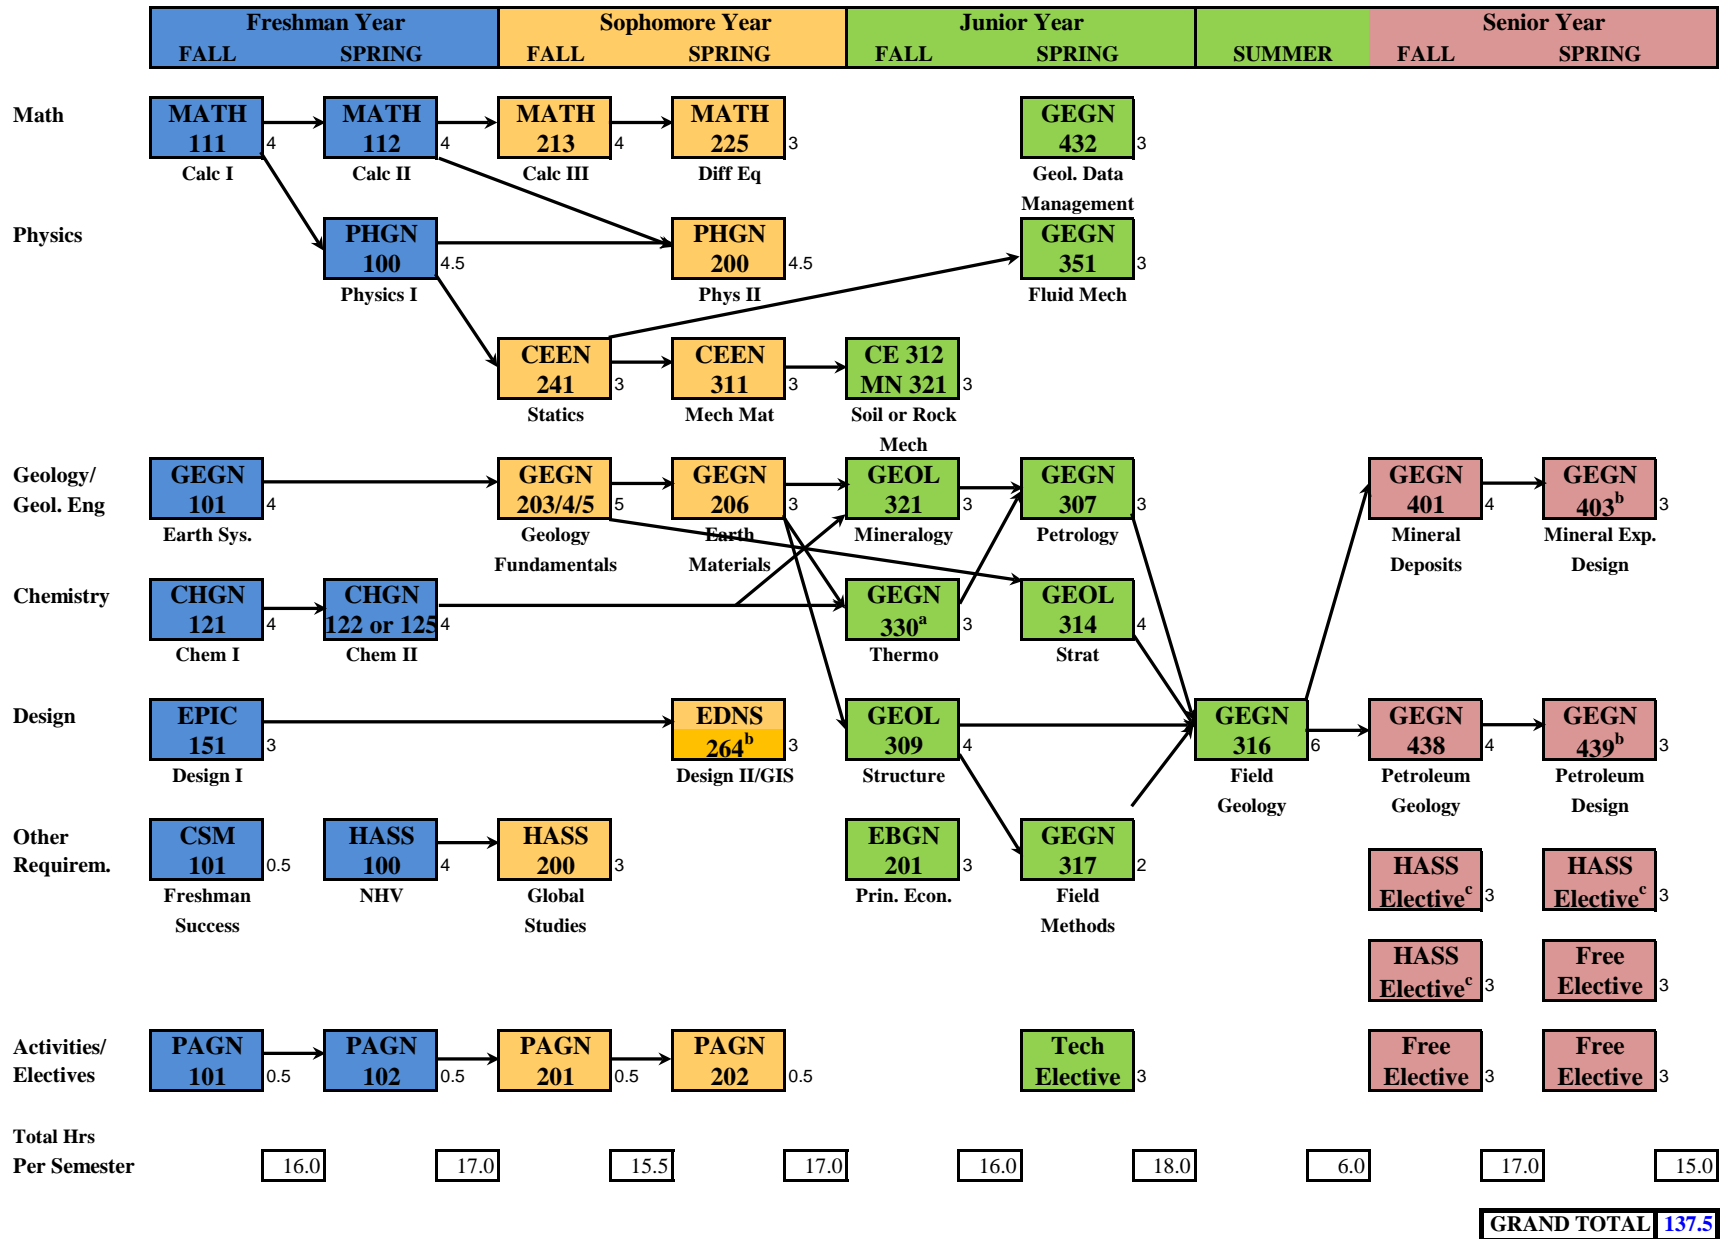 Freshman Year Sophomore Year Junior Year Senior Year
FALL SPRING FALL SPRING FALL SPRING SUMMER FALL SPRING
Math MATH MATH MATH MATH GEGN
111 4 112 4 213 4 225 3 432 3
Calc I Calc II Calc III Diff Eq Geol. Data
Management
Physics PHGN PHGN GEGN
100 4.5 200 4.5 351 3
Physics I Phys II Fluid Mech
CEEN CEEN CE 312
241 3 311 3 MN 321 3
Statics Mech Mat Soil or Rock
Mech
Geology/ GEGN GEGN GEGN GEOL GEGN GEGN GEGN
Geol. Eng 101 4 203/4/5 5 206 3 321 3 307 3 401 4 403b 3
Earth Sys. Geology Earth Mineralogy Petrology Mineral Mineral Exp.
Fundamentals Materials Deposits Design
Chemistry CHGN CHGN GEGN GEOL
121 4 122 or 125 4 330a 3 314 4
Chem I Chem II Thermo Strat
Design EPIC EDNS GEOL GEGN GEGN GEGN
151 3 264b 3 309 4 316 6 438 4 439b 3
Design I Design II/GIS Structure Field Petroleum Petroleum
Geology Geology Design
Other CSM HASS HASS EBGN GEGN
Requirem. 101 0.5 100 4 200 3 201 3 317 2 HASS HASS
Elective c 3 Elective c 3
Freshman NHV Global Prin. Econ. Field
Success Studies Methods
HASS Free
Elective c 3 Elective 3
Activities/ PAGN PAGN PAGN PAGN Tech Free Free
Electives 101 0.5 102 0.5 201 0.5 202 0.5 Elective 3 Elective 3 Elective 3
Total Hrs
Per Semester 16.0 17.0 15.5 17.0 16.0 18.0 6.0 17.0 15.0
GRAND TOTAL 137.5